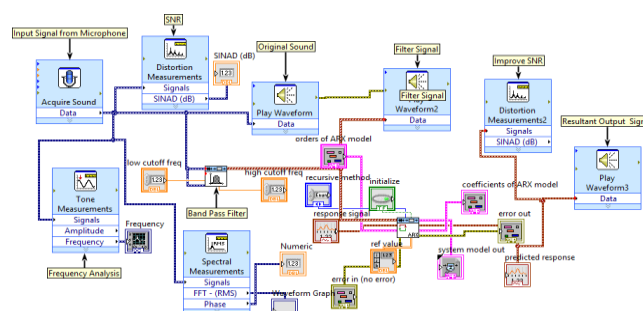 Input Signal from Microphone
SNR
Original Sound
Filter Signal
Improve SNR
Acquire Sound
Data
Distortion
Measurements
Signals
SINAD (dB)
SINAD (dB)
Play Waveform
Data
Filter Signal
Waveform2
Data
Distortion
Measurements2
Signals
SINAD (dB)
Resultant Output Sign
Play
Waveform3
Data
orders of ARX model
low cutoff freq
high cutoff freq
recursive method
initialize
Band Pass Filter
Tone
Measurements
Signals
Amplitude
Frequency
Frequency
Frequency Analysis
response signal
ref value
coefficients of ARX model
error out
system model out
predicted response
error in (no error)
Spectral
Measurements
Signals
FFT - (RMS)
Phase
Numeric
Waveform Graph